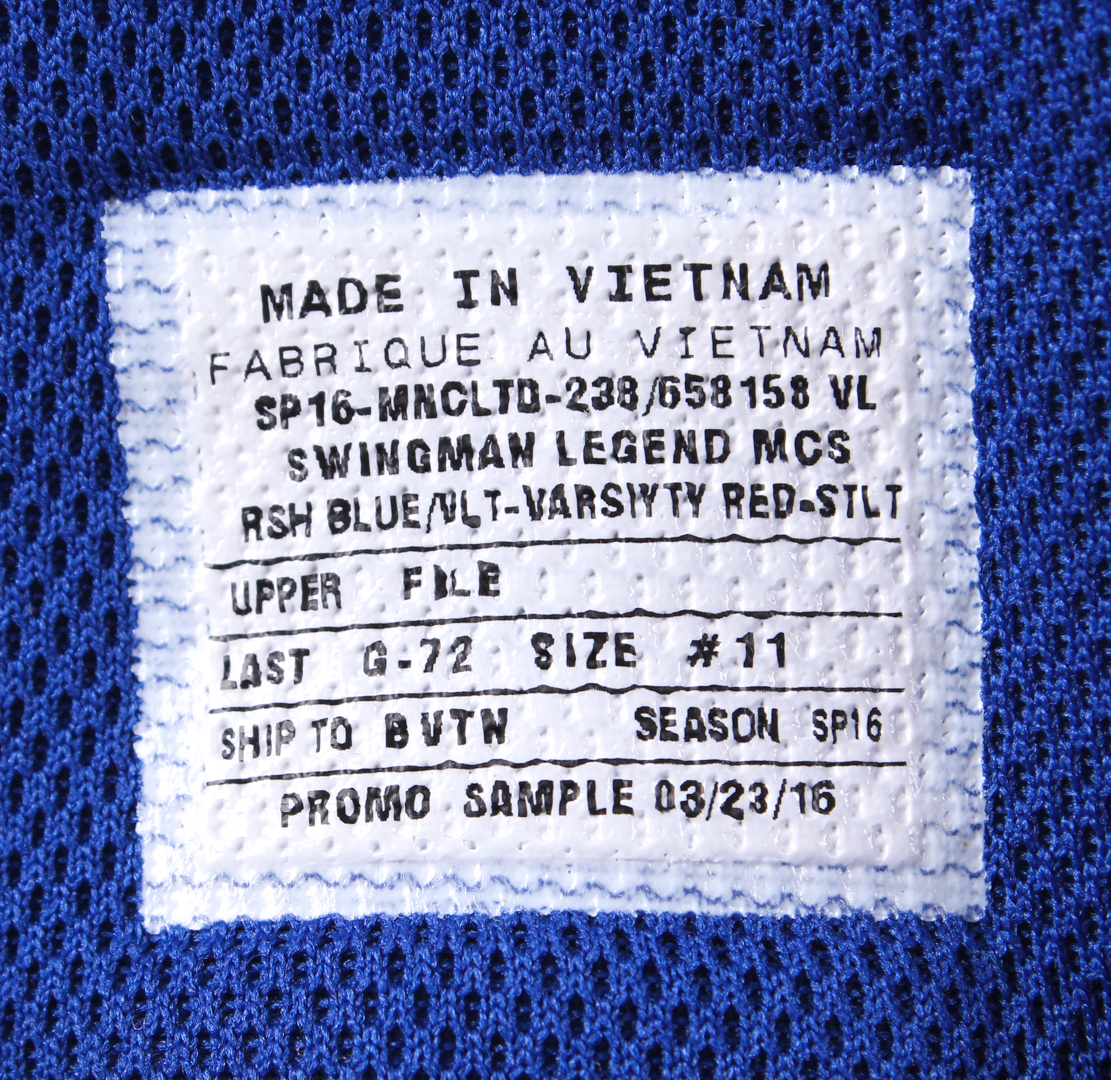 MADE IN VIETNAM
FABRIQUE AU VIETNAM
SP16-MNCLTD-238/658158 VL
SWINGMAN LEGEND MCS
RSH BLUE/VLT-VARSIYTY RED-STLT
UPPER FILE
LAST G-72 SIZE #11
SHIP TO BVTN SEASON SP16
PROMO SAMPLE 03/23/16